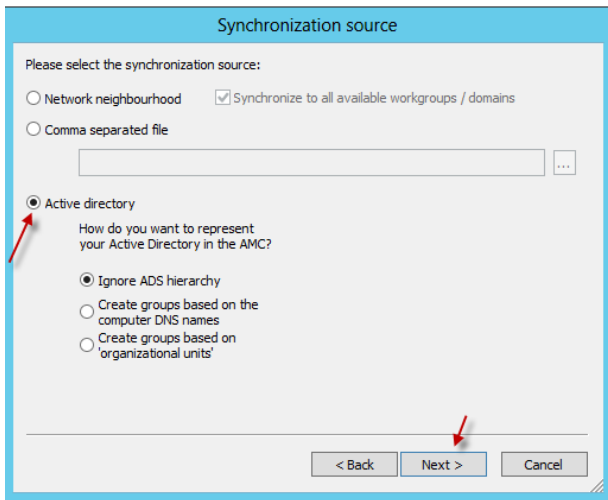 Synchronization source
Please select the synchronization source:
Network neighbourhood
Synchronize to all available workgroups / domains
Comma separated file
...
Active directory
How do you want to represent
your Active Directory in the AMC?
Ignore ADS hierarchy
Create groups based on the
computer DNS names
Create groups based on
'organizational units'
< Back
Next >
Cancel